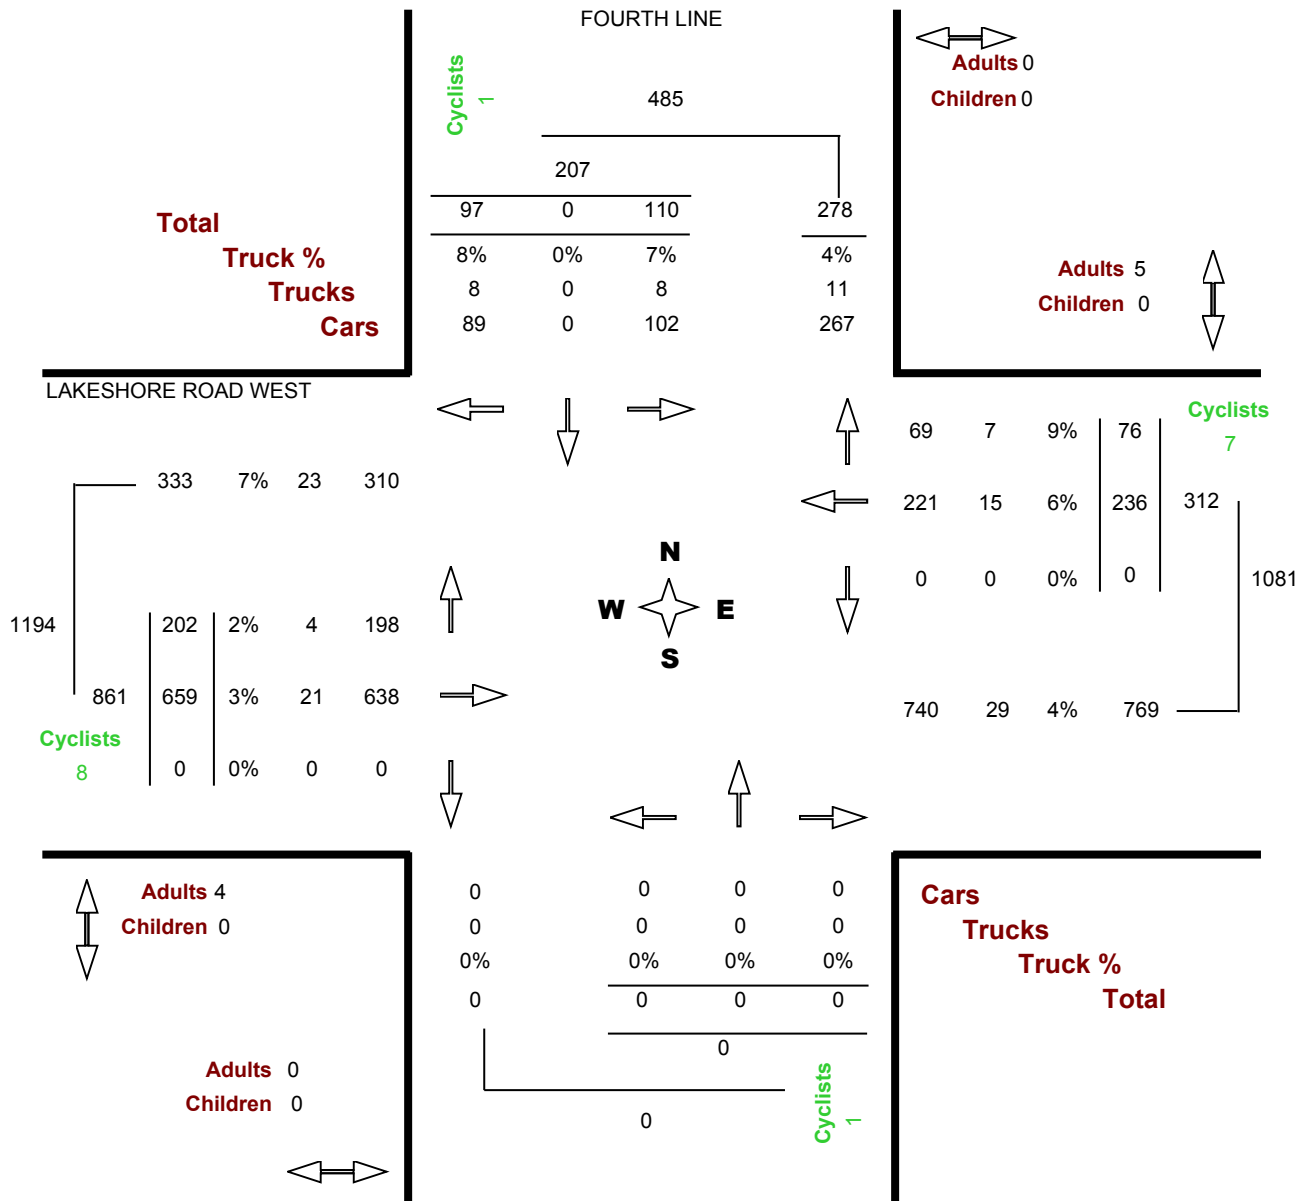 FOURTH LINE
Cyclists
1
485
207
Adults 0
Children 0
Total 97 0 110 278
Truck % 8% 0% 7% 4%
Trucks 8 0 8 11
Cars 89 0 102 267
Adults 5
Children 0
LAKESHORE ROAD WEST
Cyclists
7
69 7 9% 76
333 7% 23 310
221 15 6% 236 312
N
0 0 0% 0
1081
W E
S
1194
202 2% 4 198
861 659 3% 21 638
740 29 4% 769
Cyclists
8
0 0% 0 0
Adults 4
Children 0
0 0 0 0
0 0 0 0
0% 0% 0% 0%
0 0 0 0
Cars
Trucks
Truck %
Total
0
Adults 0
Children 0
0
Cyclists
1